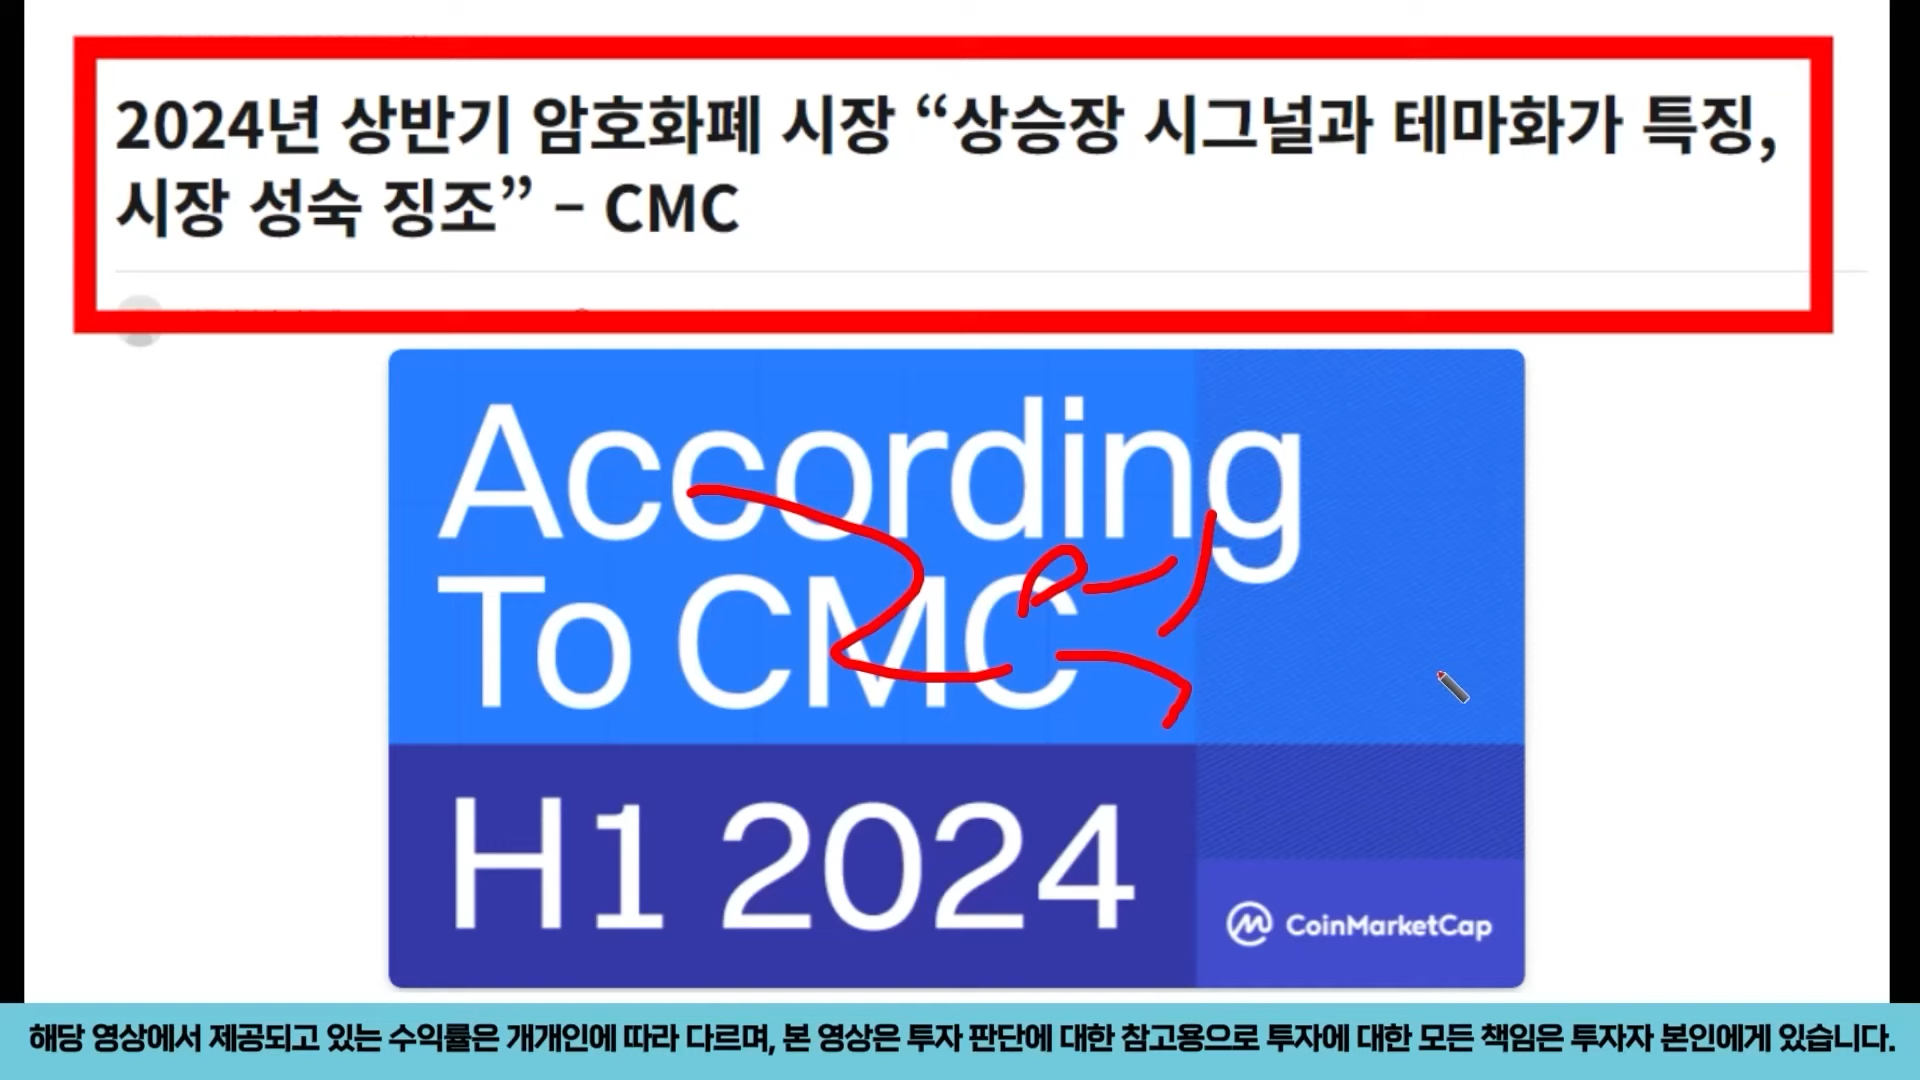 2024년 상반기 암호화폐 시장 “상승장 시그널과 테마화가 특징,
시장 성숙 징조” – CMC
According
To CMC
H1 2024
CoinMarketCap
해당 영상에서 제공되고 있는 수익률은 개개인에 따라 다르며, 본 영상은 투자 판단에 대한 참고용으로 투자에 대한 모든 책임은 투자자 본인에게 있습니다.